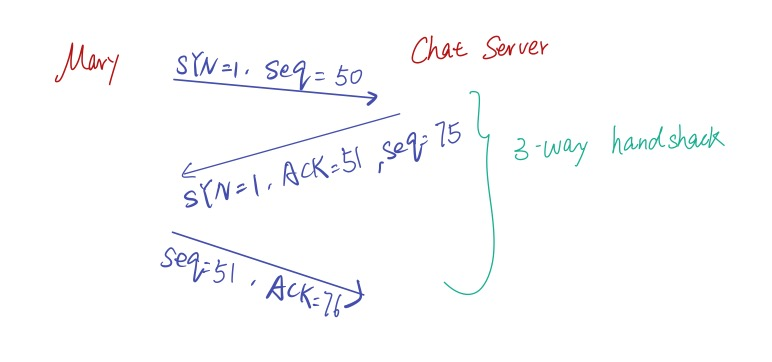 Mary
Chat Server
SYN=1, seq=50
SYN=1, ACK=51, seq=75
3-way handshack
seq=51, ACK=76